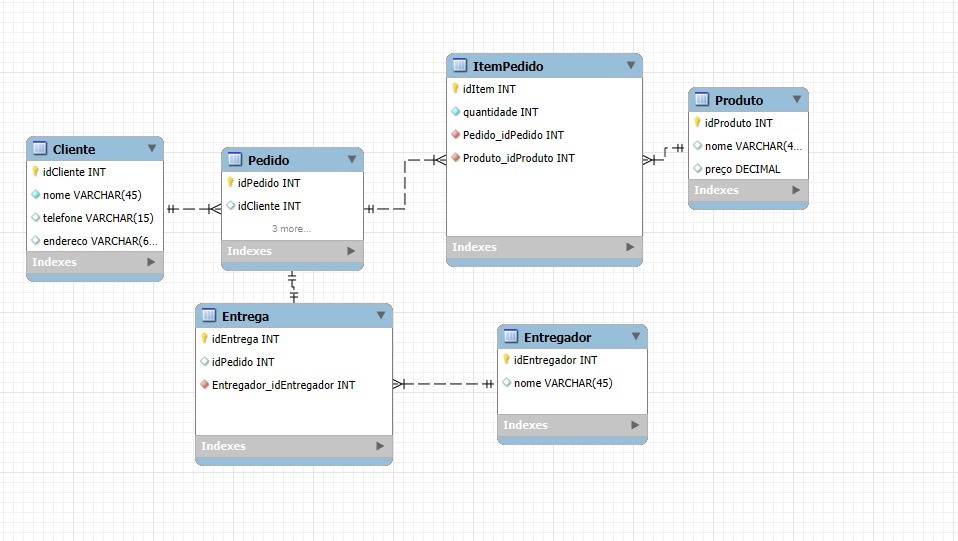 Cliente
idCliente INT
nome VARCHAR(45)
telefone VARCHAR(15)
endereco VARCHAR(6...
Indexes
Pedido
idPedido INT
idCliente INT
3 more...
Indexes
ItemPedido
idItem INT
quantidade INT
Pedido_idPedido INT
Produto_idProduto INT
Indexes
Produto
idProduto INT
nome VARCHAR(4...
preço DECIMAL
Indexes
Entrega
idEntrega INT
idPedido INT
Entregador_idEntregador INT
Indexes
Entregador
idEntregador INT
nome VARCHAR(45)
Indexes